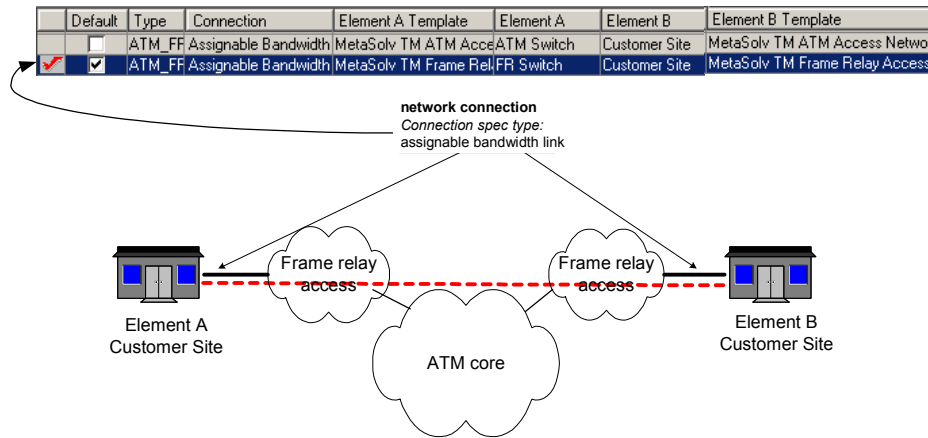 Default Type Connection Element A Template Element A Element B Element B Template
ATM_FF Assignable Bandwidth MetaSolv TM ATM Acce ATM Switch Customer Site MetaSolv TM ATM Access Netwo
ATM_FF Assignable Bandwidth MetaSolv TM Frame Rel FR Switch Customer Site MetaSolv TM Frame Relay Access
network connection
Connection spec type:
assignable bandwidth link
Frame relay
access
Frame relay
access
Element A
Customer Site
Element B
Customer Site
ATM core